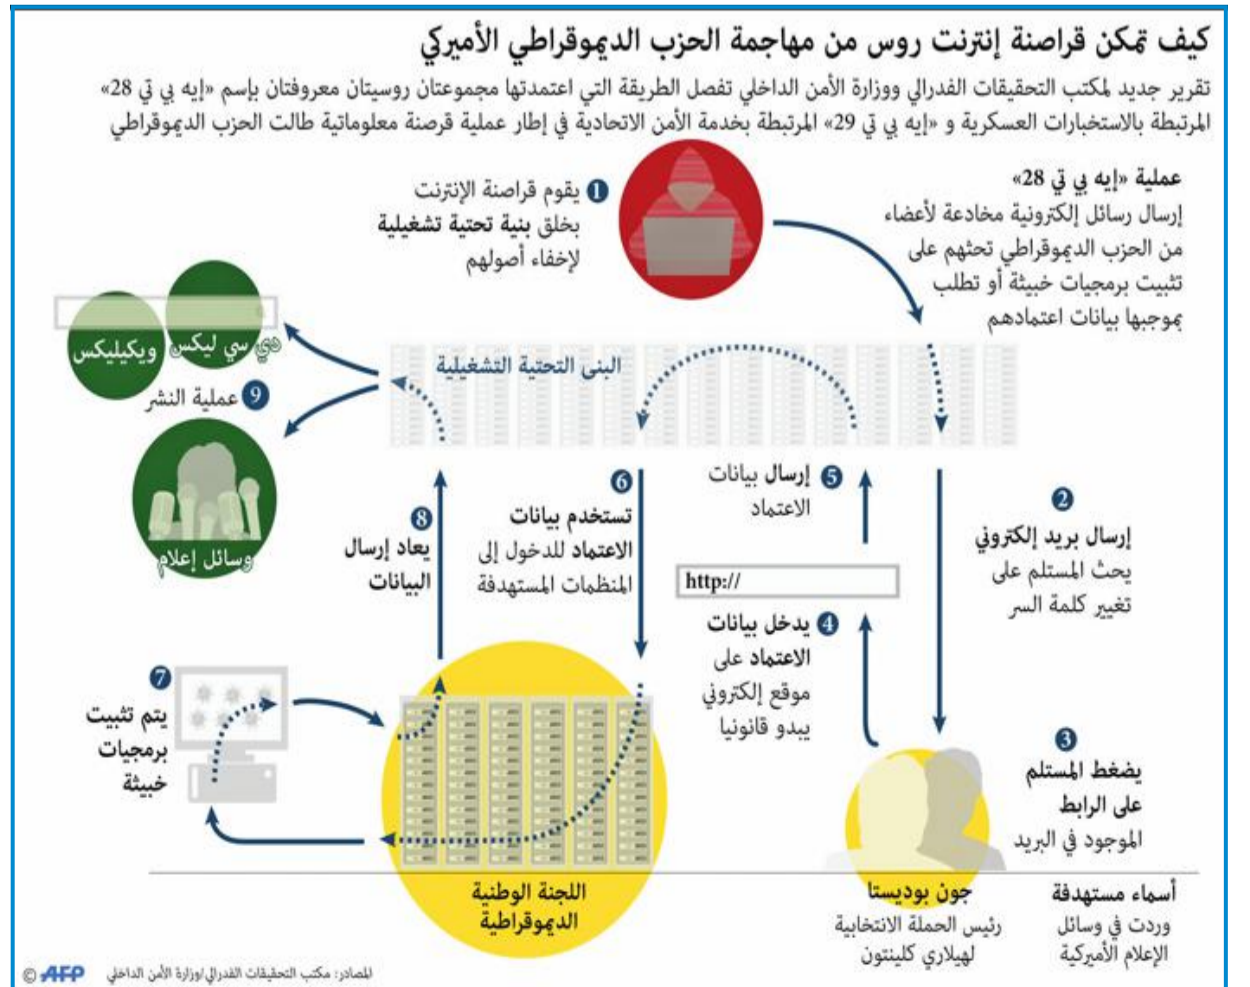 كيف تمكن قراصنة إنترنت روس من مهاجمة الحزب الديموقراطي الأميركي
تقرير جديد لمكتب التحقيقات الفدرالي ووزارة الأمن الداخلي تفصل الطريقة التي اعتمدتها مجموعتان روسيتان معروفتان بإسم «إيه بي تي 28»
المرتبطة بالاستخبارات العسكرية و «إيه بي تي 29» المرتبطة بخدمة الأمن الاتحادية في إطار عملية قرصنة معلوماتية طالت الحزب الديموقراطي
عملية «إيه بي تي 28»
إرسال رسائل إلكترونية مخادعة لأعضاء
من الحزب الديموقراطي تحثهم على
تثبيت برمجيات خبيثة أو تطلب
بموجبها بيانات اعتمادهم
1 يقوم قراصنة الإنترنت
بخلق بنية تحتية تشغيلية
لإخفاء أصولهم
البنى التحتية التشغيلية
2
إرسال بريد إلكتروني
يحث المستلم على
تغيير كلمة السر
3
يضغط المستلم
على الرابط
الموجود في البريد
4 يدخل بيانات
الاعتماد على
موقع إلكتروني
يبدو قانونيا
http://
5 إرسال بيانات
الاعتماد
6
تستخدم بيانات
الاعتماد للدخول إلى
المنظمات المستهدفة
7
يتم تثبيت
برمجيات
خبيثة
8
يعاد إرسال
البيانات
9 عملية النشر
دي سي ليكس
ويكيليكس
وسائل إعلام
أسماء مستهدفة
وردت في وسائل
الإعلام الأميركية
جون بوديستا
رئيس الحملة الانتخابية
لهيلاري كلينتون
اللجنة الوطنية
الديموقراطية
المصادر: مكتب التحقيقات الفدرالي/وزارة الأمن الداخلي
AFP ©